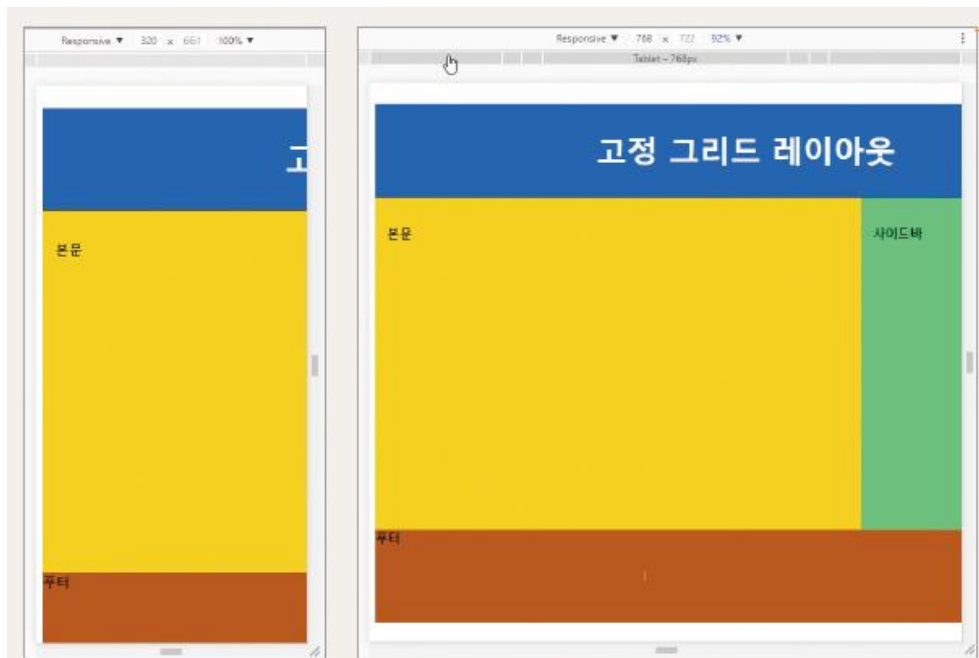 Responsive ▼ 320 x 661 100% ▼
고
본문
푸터
Responsive ▼ 768 x 722 92% ▼
Tablet – 768px
고정 그리드 레이아웃
본문
사이드바
푸터